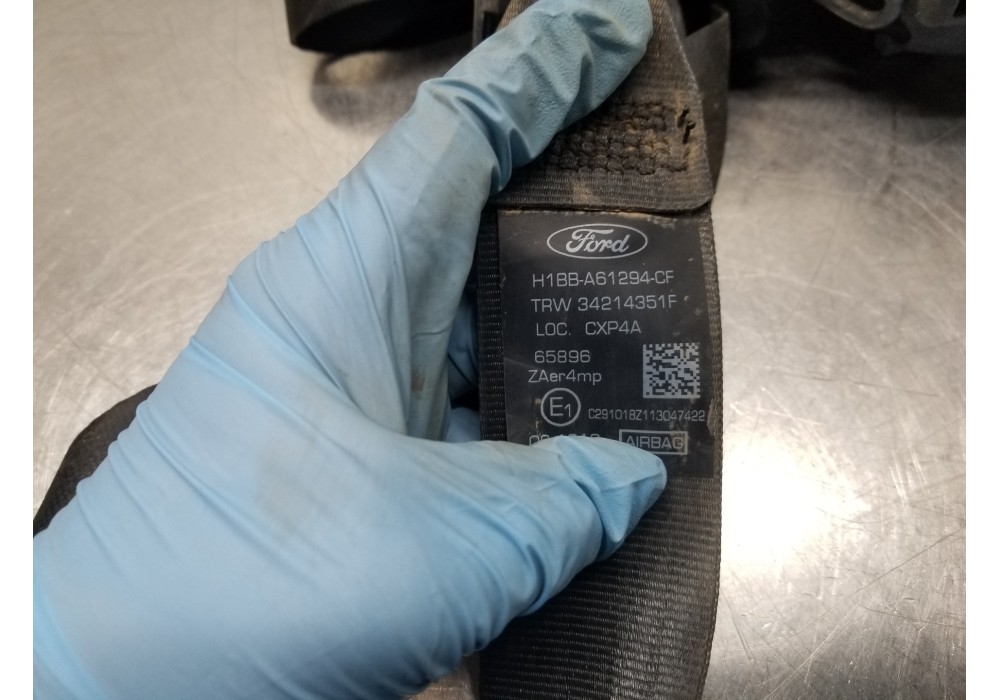 Ford
H1BB-A61294-CF
TRW 34214351F
LOC. CXP4A
65896
ZAer4mp
E1
C291018Z113047422
AIRBAG